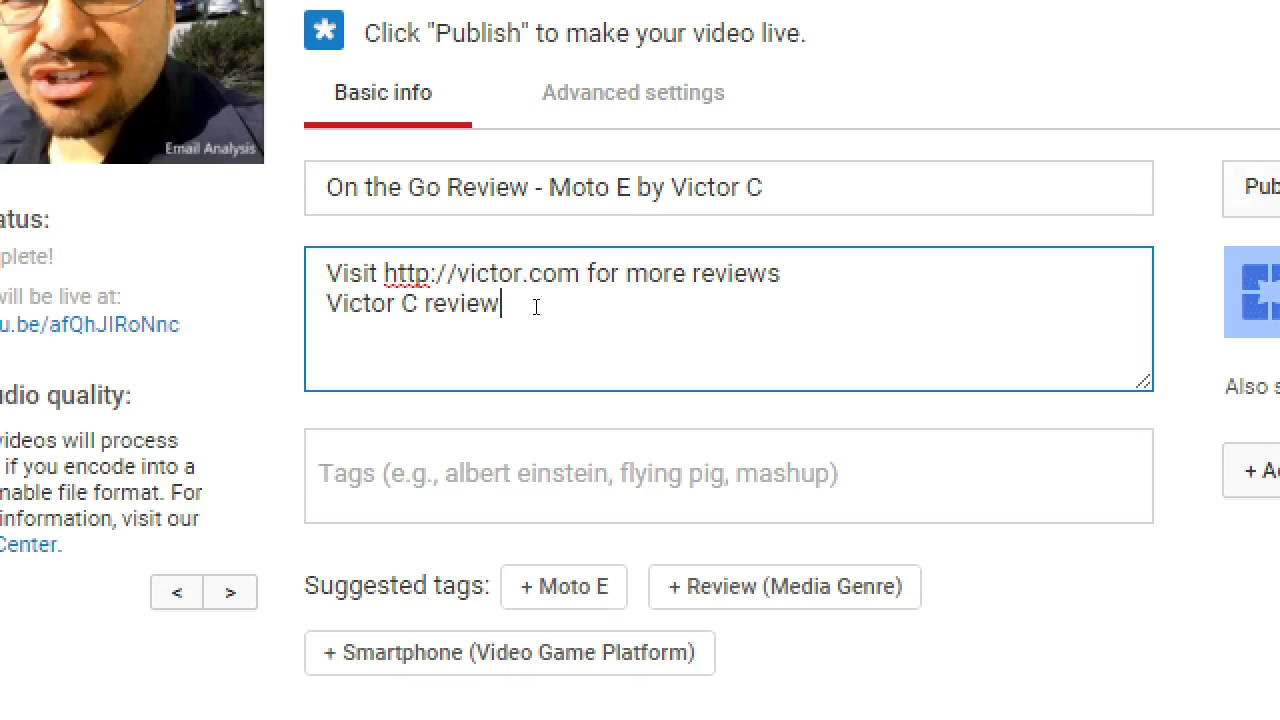 Click "Publish" to make your video live.
Basic info
Advanced settings
Email Analysis
On the Go Review - Moto E by Victor C
Pub
Visit http://victor.com for more reviews
Victor C review
atus:
plete!
will be live at:
u.be/afQhJIRoNnc
Also s
dio quality:
videos will process
if you encode into a
mable file format. For
information, visit our
Center.
Tags (e.g., albert einstein, flying pig, mashup)
+ Ac
< >
Suggested tags:
+ Moto E
+ Review (Media Genre)
+ Smartphone (Video Game Platform)